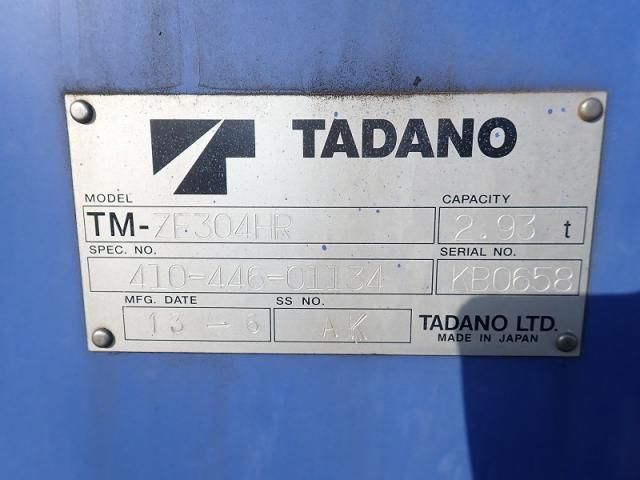 TADANO
MODEL CAPACITY
TM-ZE304HR 2.93 t
SPEC. NO. SERIAL NO.
410-446-01134 KB0658
MFG. DATE SS NO.
13-6 AK TADANO LTD.
MADE IN JAPAN